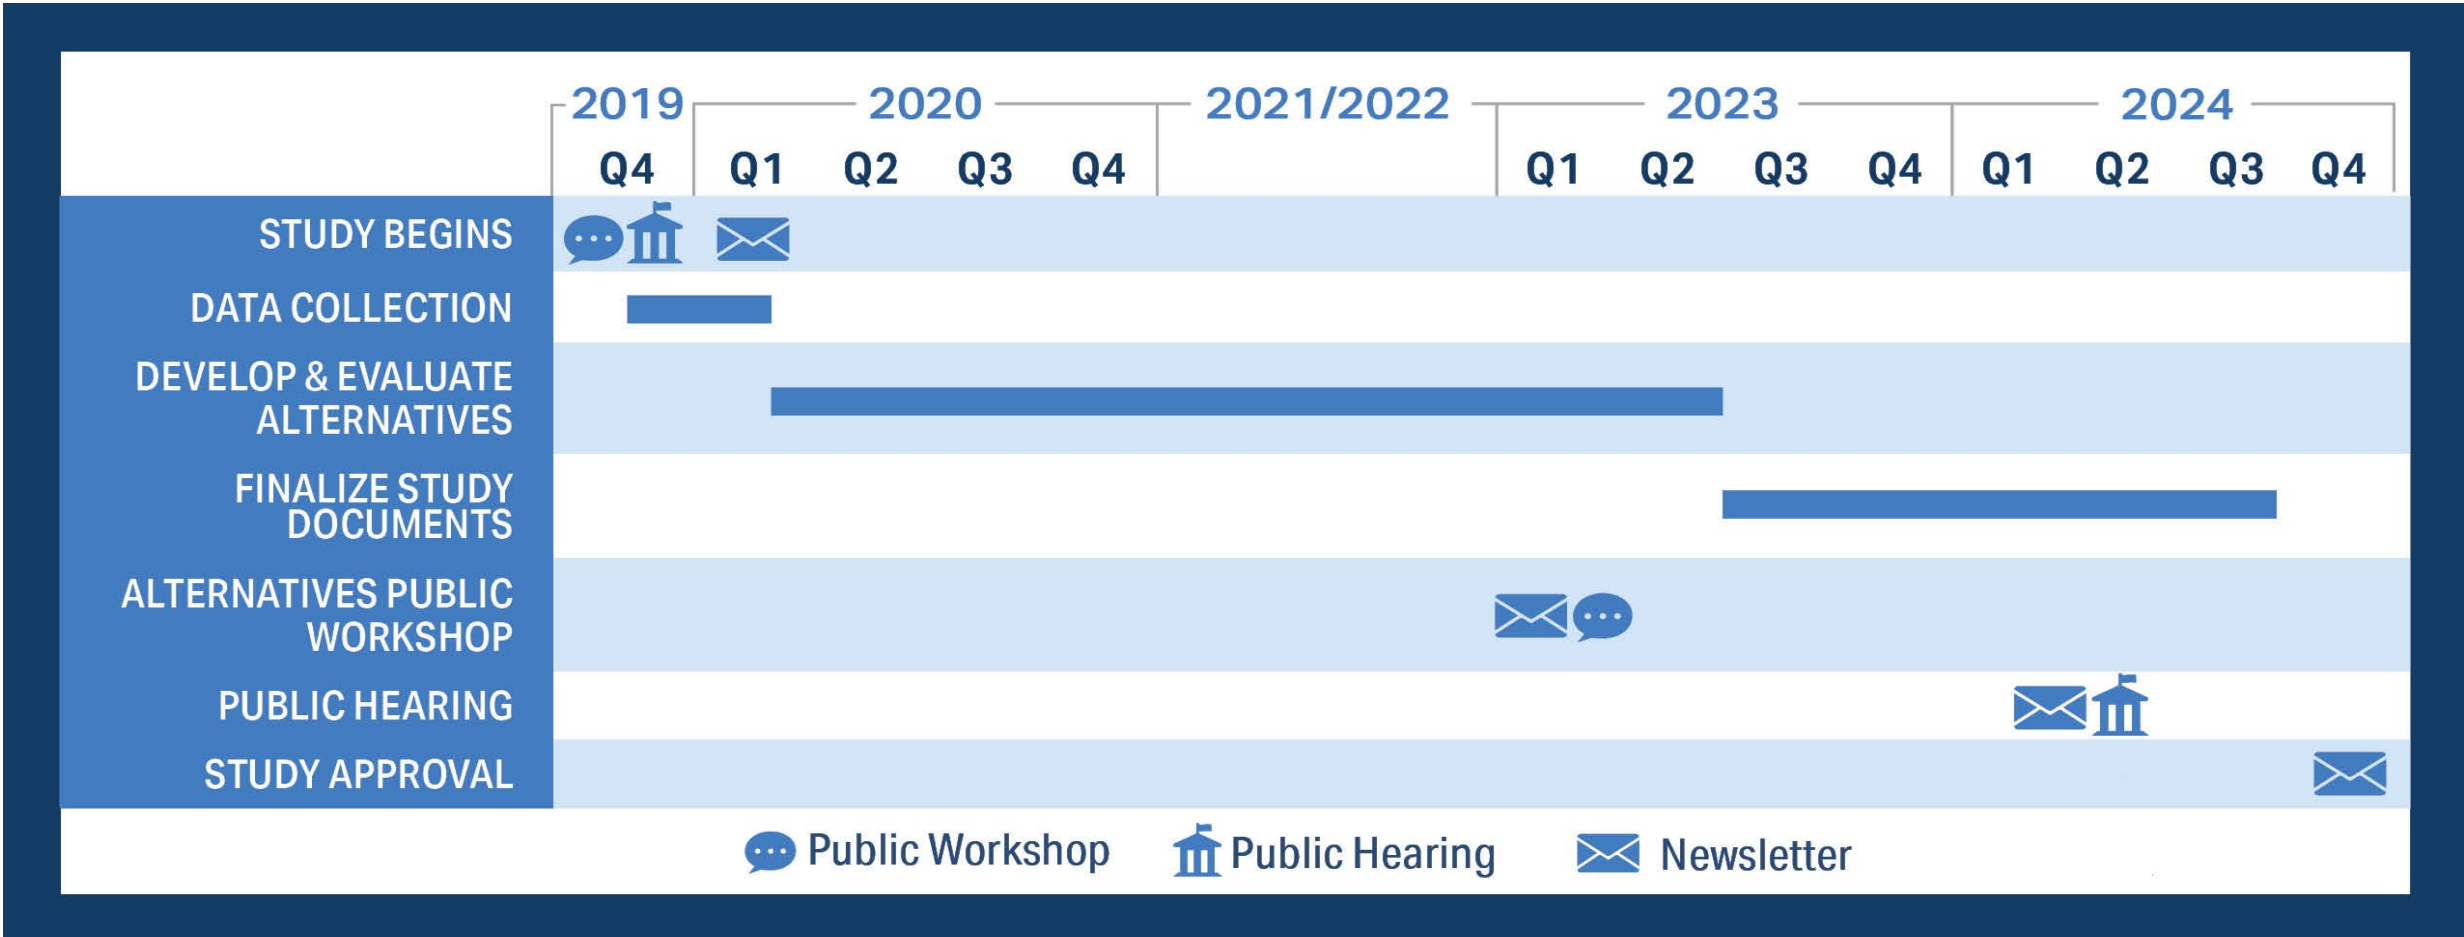 2019 2020 2021/2022 2023 2024
Q4 Q1 Q2 Q3 Q4 Q1 Q2 Q3 Q4 Q1 Q2 Q3 Q4
STUDY BEGINS
DATA COLLECTION
DEVELOP & EVALUATE
ALTERNATIVES
FINALIZE STUDY
DOCUMENTS
ALTERNATIVES PUBLIC
WORKSHOP
PUBLIC HEARING
STUDY APPROVAL
Public Workshop Public Hearing Newsletter